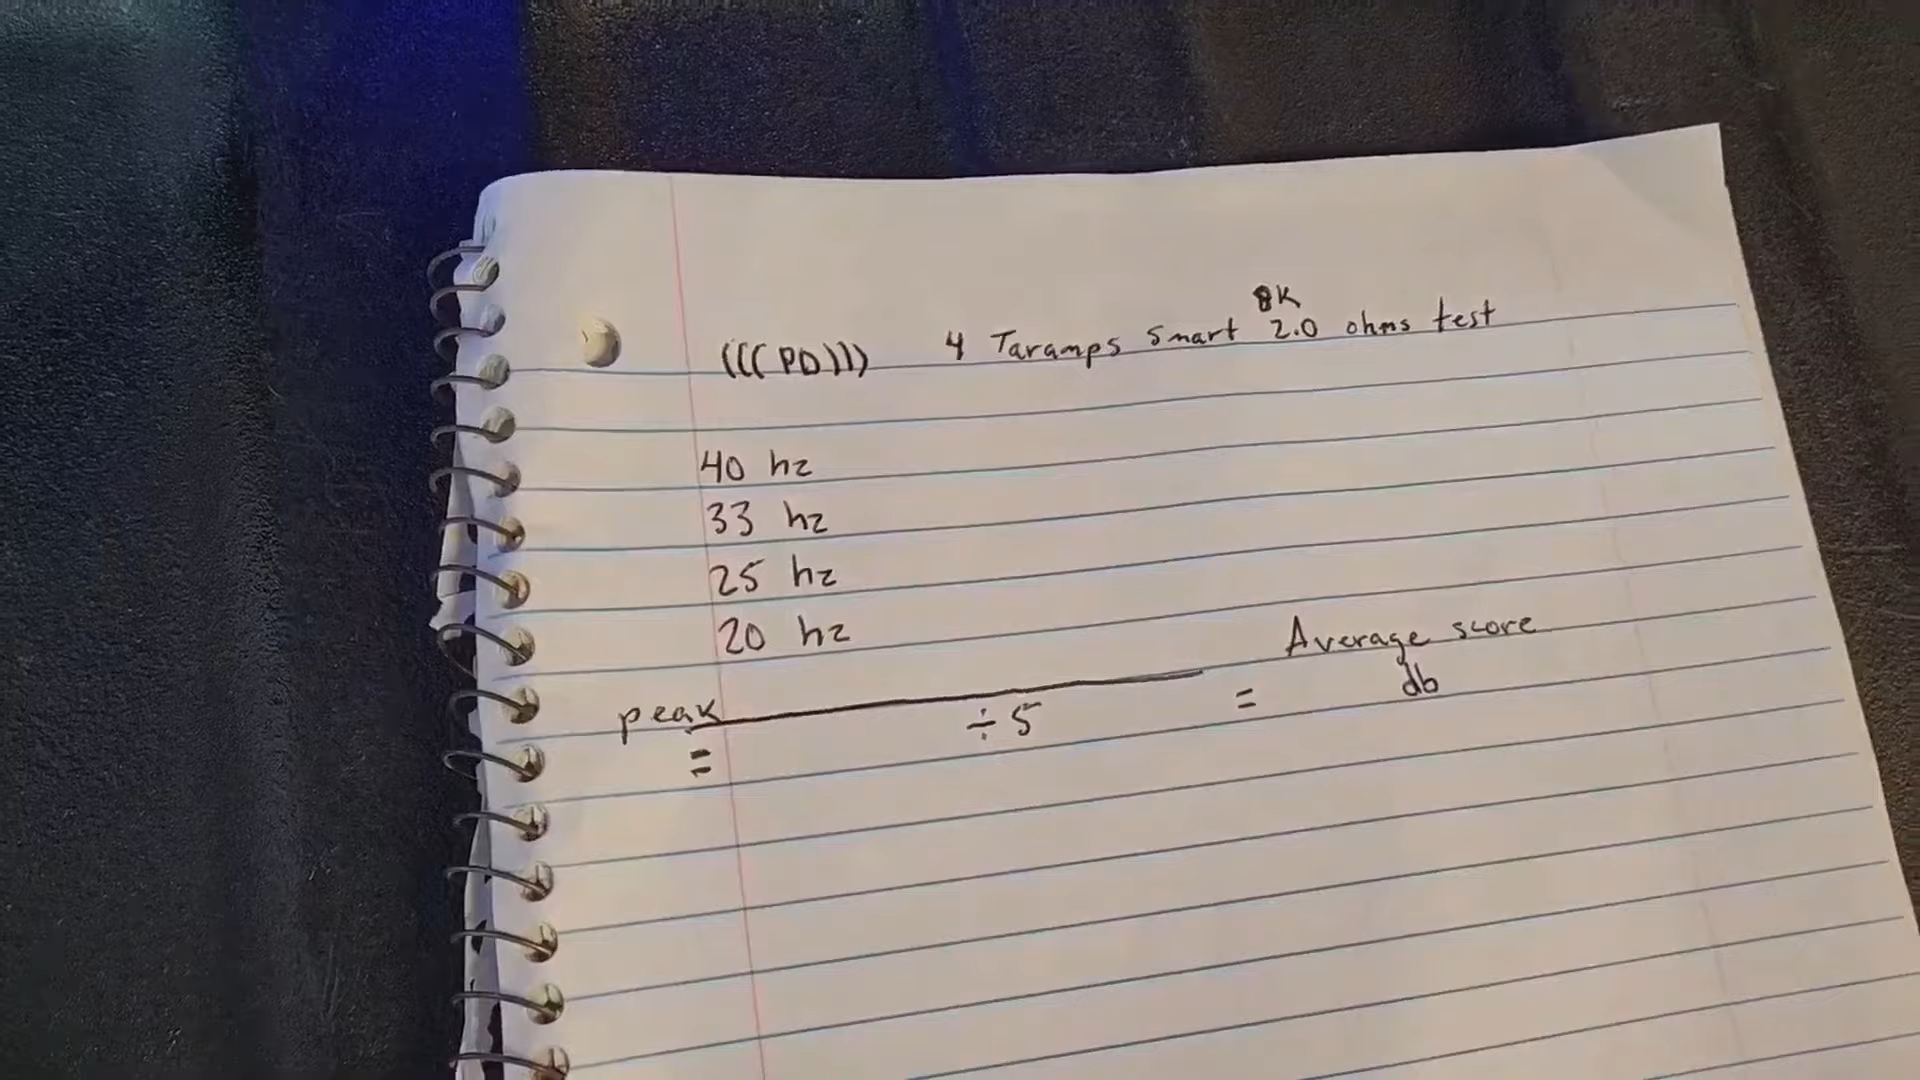 8K
(((PD))) 4 Taramps Smart 2.0 ohms test
40 hz
33 hz
25 hz
20 hz
Average score
peak ÷5 = db
=